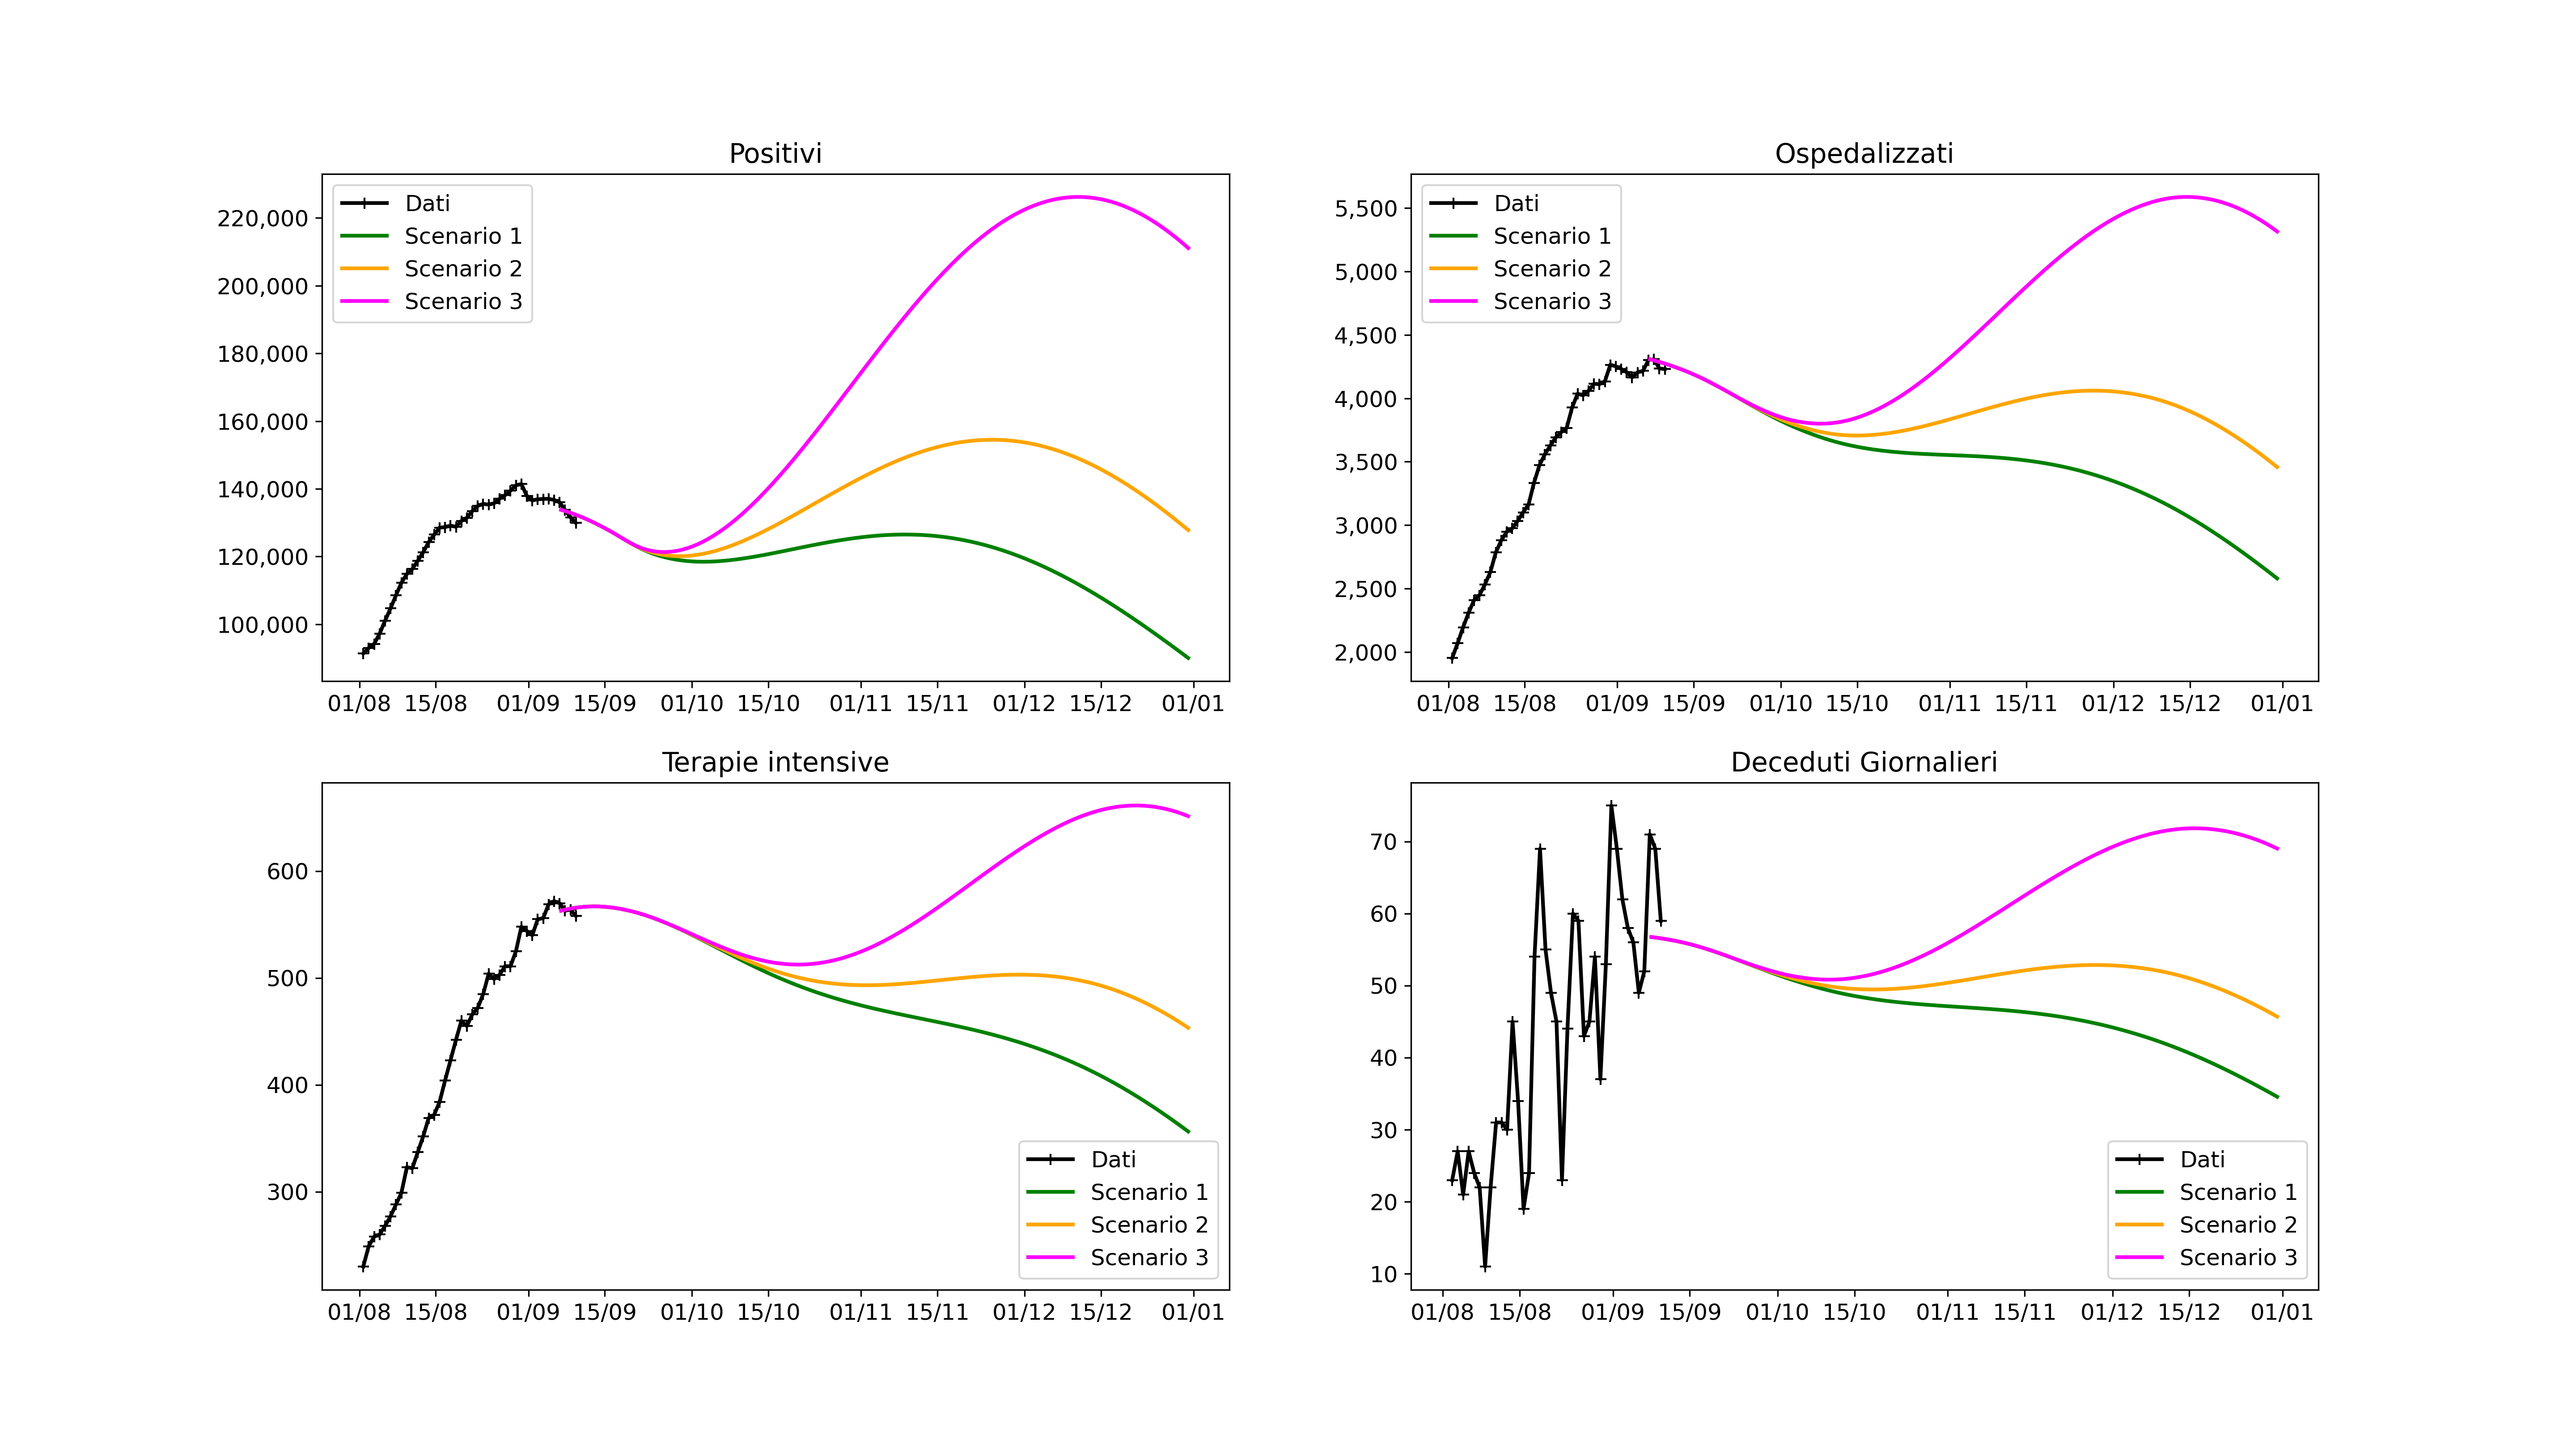 Positivi
220,000
200,000
180,000
160,000
140,000
120,000
100,000
Dati
Scenario 1
Scenario 2
Scenario 3
01/08 15/08 01/09 15/09 01/10 15/10 01/11 15/11 01/12 15/12 01/01
Ospedalizzati
5,500
5,000
4,500
4,000
3,500
3,000
2,500
2,000
Dati
Scenario 1
Scenario 2
Scenario 3
01/08 15/08 01/09 15/09 01/10 15/10 01/11 15/11 01/12 15/12 01/01
Terapie intensive
600
500
400
300
Dati
Scenario 1
Scenario 2
Scenario 3
01/08 15/08 01/09 15/09 01/10 15/10 01/11 15/11 01/12 15/12 01/01
Deceduti Giornalieri
70
60
50
40
30
20
10
Dati
Scenario 1
Scenario 2
Scenario 3
01/08 15/08 01/09 15/09 01/10 15/10 01/11 15/11 01/12 15/12 01/01